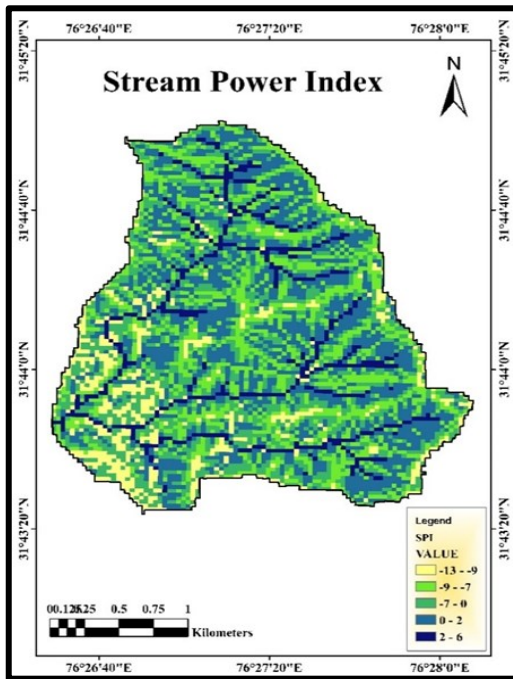 76°26'40"E 76°27'20"E 76°28'0"E
Stream Power Index
N
31°45'20"N 31°45'20"N
31°44'40"N 31°44'40"N
31°44'0"N 31°44'0"N
31°43'20"N 31°43'20"N
Legend
SPI
VALUE
-13 - -9
-9 - -7
-7 - 0
0 - 2
2 - 6
00.1250.25 0.5 0.75 1
Kilometers
76°26'40"E 76°27'20"E 76°28'0"E